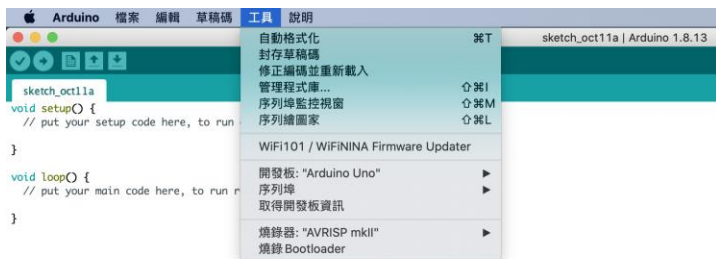 Arduino 檔案 編輯 草稿碼 工具 說明
sketch_oct11a | Arduino 1.8.13
自動格式化 ⌘T
封存草稿碼
修正編碼並重新載入
管理程式庫... ⇧⌘I
序列埠監控視窗 ⇧⌘M
序列繪圖家 ⇧⌘L
WiFi101 / WiFiNINA Firmware Updater
開發板: "Arduino Uno"
序列埠
取得開發板資訊
燒錄器: "AVRISP mkII"
燒錄 Bootloader
sketch_oct11a
void setup() {
// put your setup code here, to run
}
void loop() {
// put your main code here, to run r
}